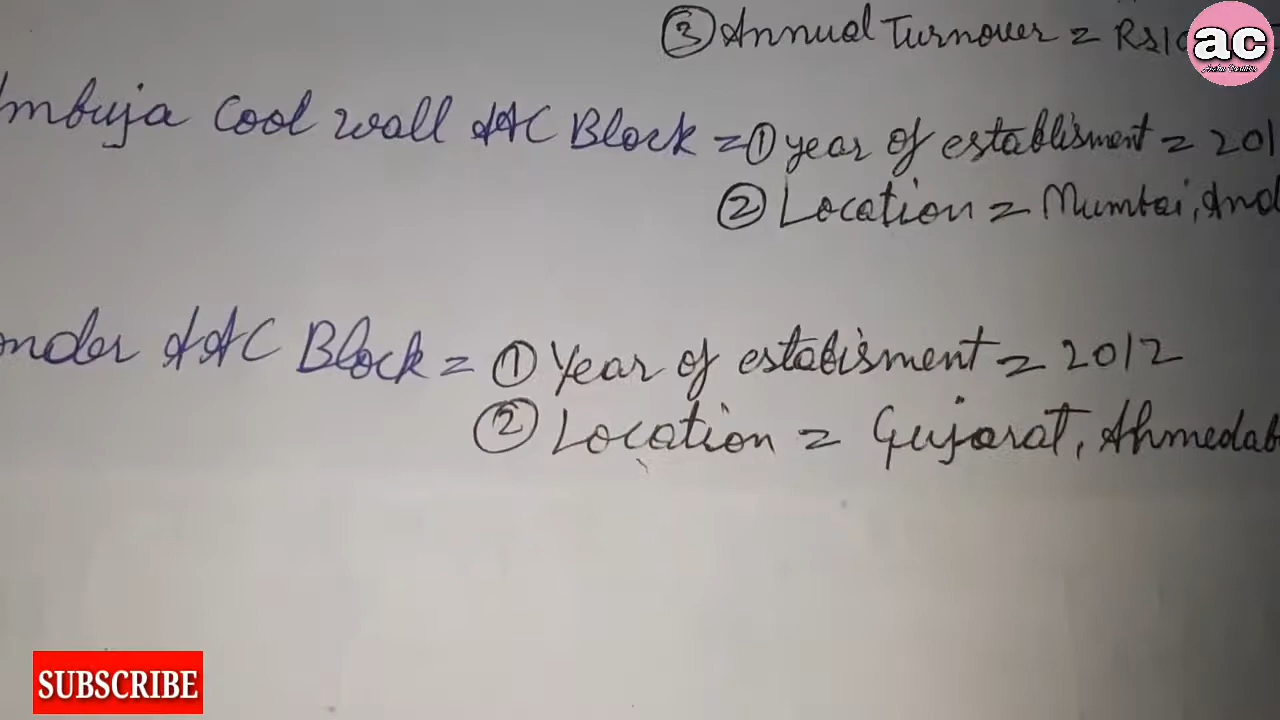 ③ Annual Turnover = Rs10
ac
mbuja Cool wall AAC Block = ① year of establisment = 201
② Location = Mumbai, Ind
nder AAC Block = ① Year of estabisment = 2012
② Location = Gujarat, Ahmedab
SUBSCRIBE